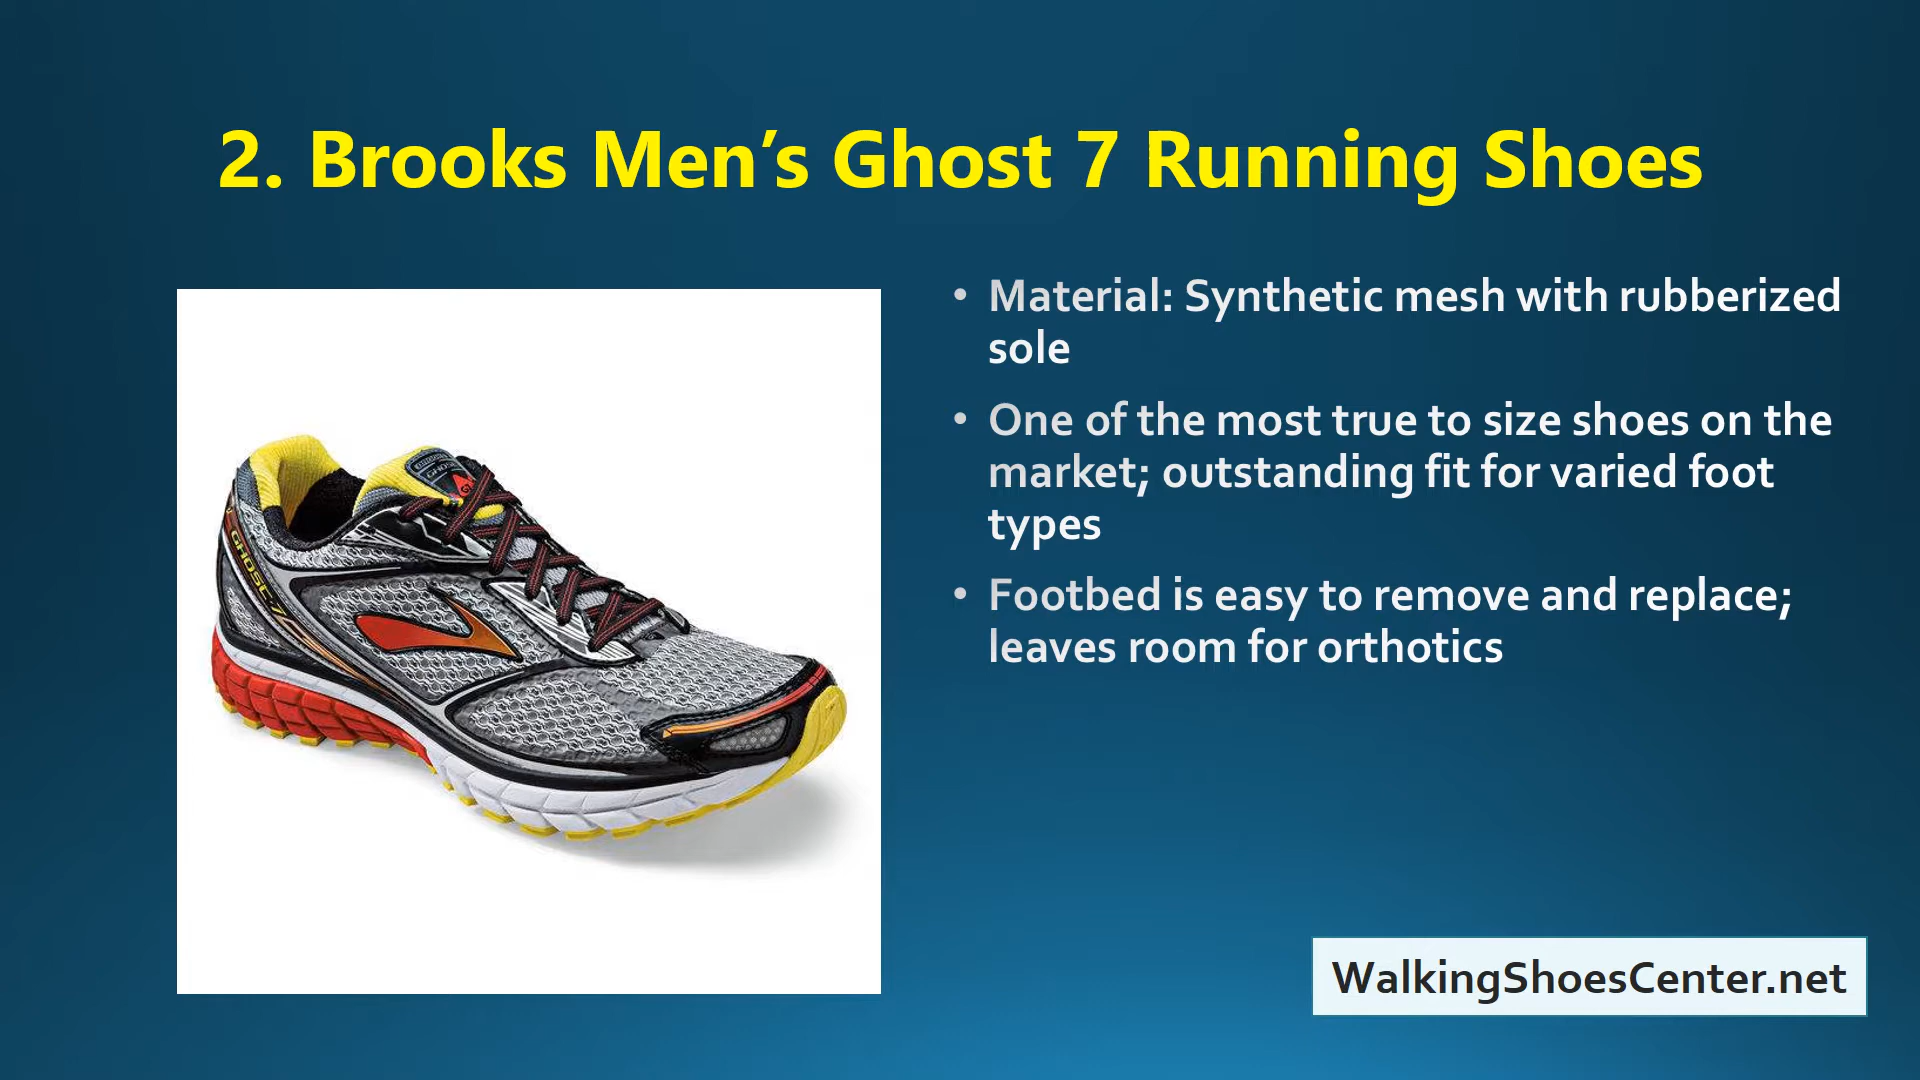 2. Brooks Men’s Ghost 7 Running Shoes
• Material: Synthetic mesh with rubberized
sole
• One of the most true to size shoes on the
market; outstanding fit for varied foot
types
• Footbed is easy to remove and replace;
leaves room for orthotics
GHOST 7
WalkingShoesCenter.net